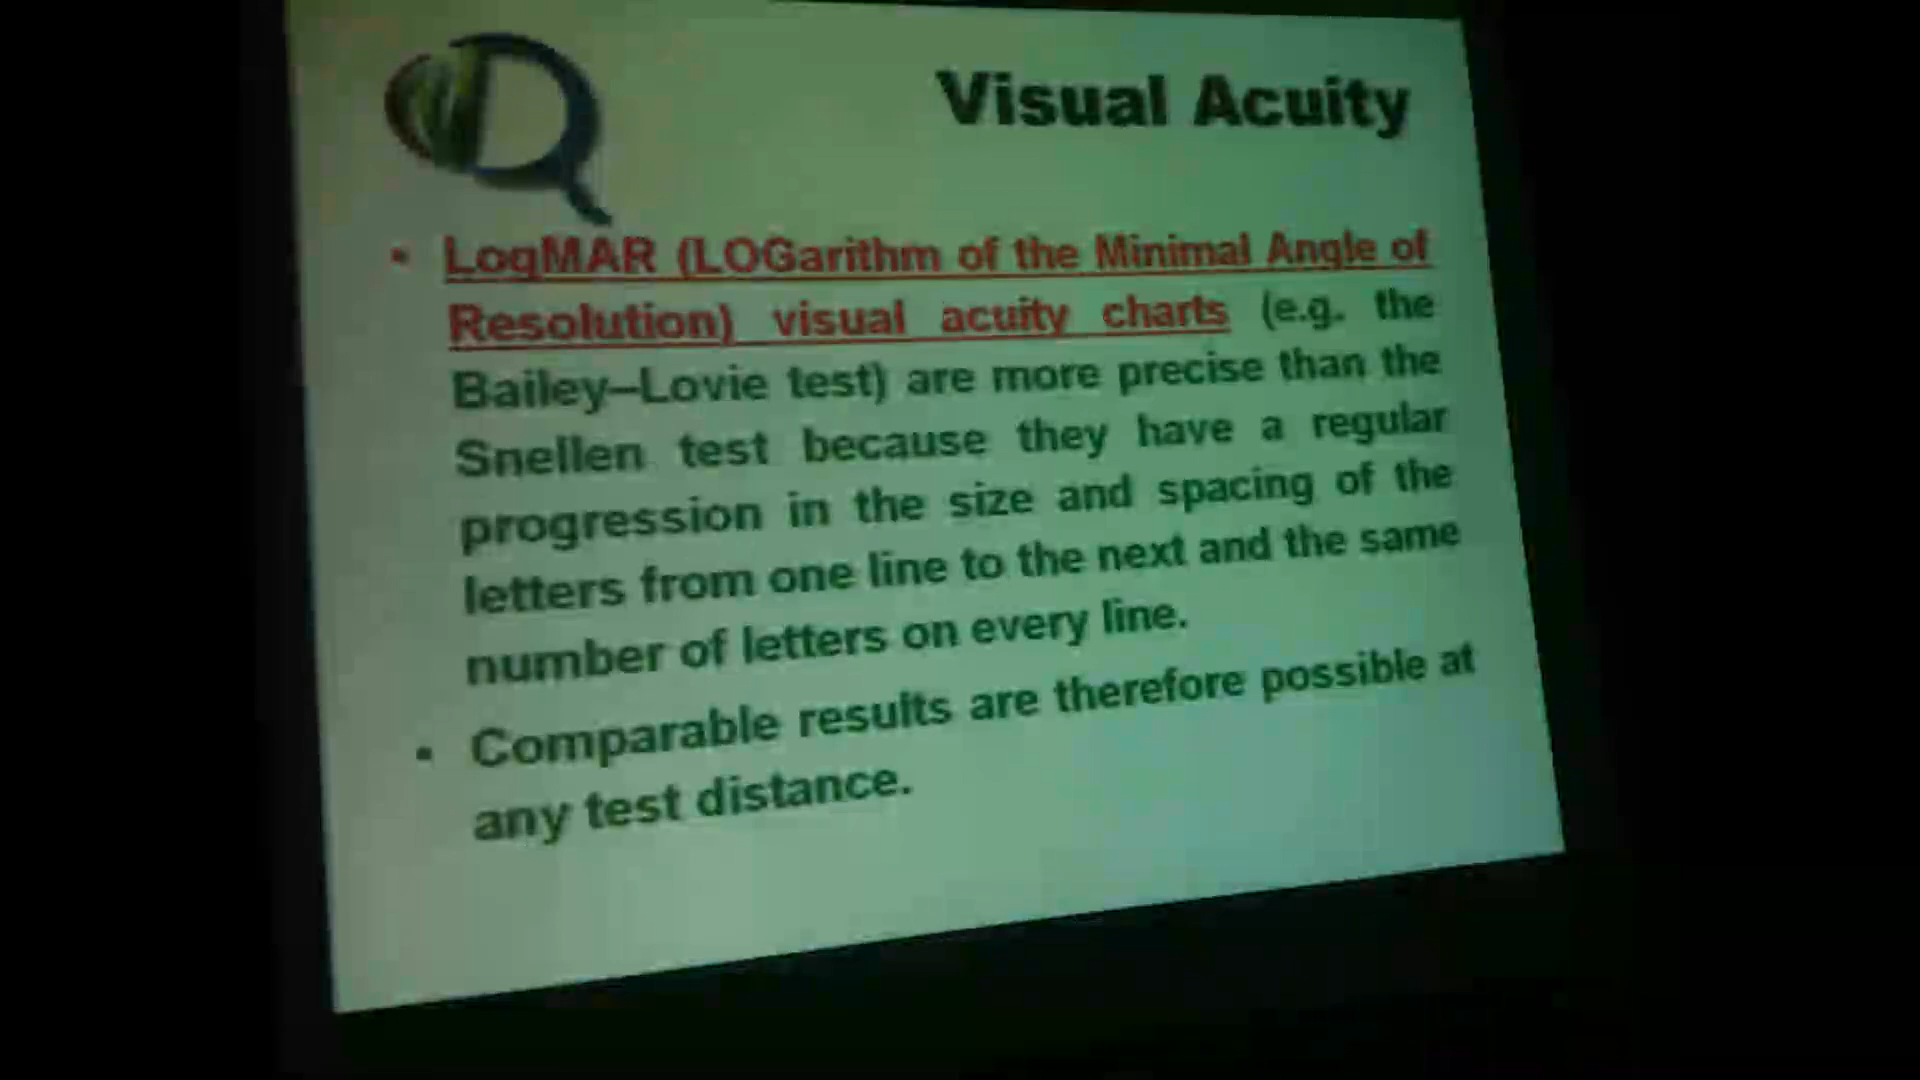 Visual Acuity
• LogMAR (LOGarithm of the Minimal Angle of
Resolution) visual acuity charts (e.g. the
Bailey–Lovie test) are more precise than the
Snellen test because they have a regular
progression in the size and spacing of the
letters from one line to the next and the same
number of letters on every line.
• Comparable results are therefore possible at
any test distance.